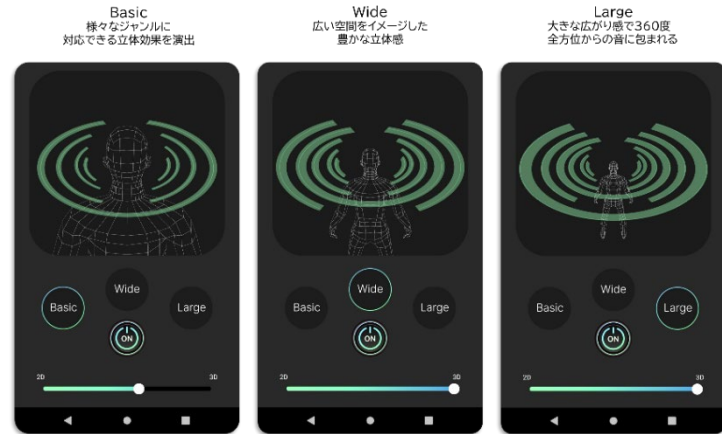 Basic
様々なジャンルに
対応できる立体効果を演出
Wide
広い空間をイメージした
豊かな立体感
Large
大きな広がり感で360度
全方位からの音に包まれる
Wide
Basic
Large
ON
2D
3D
Wide
Basic
Large
ON
2D
3D
Wide
Basic
Large
ON
2D
3D